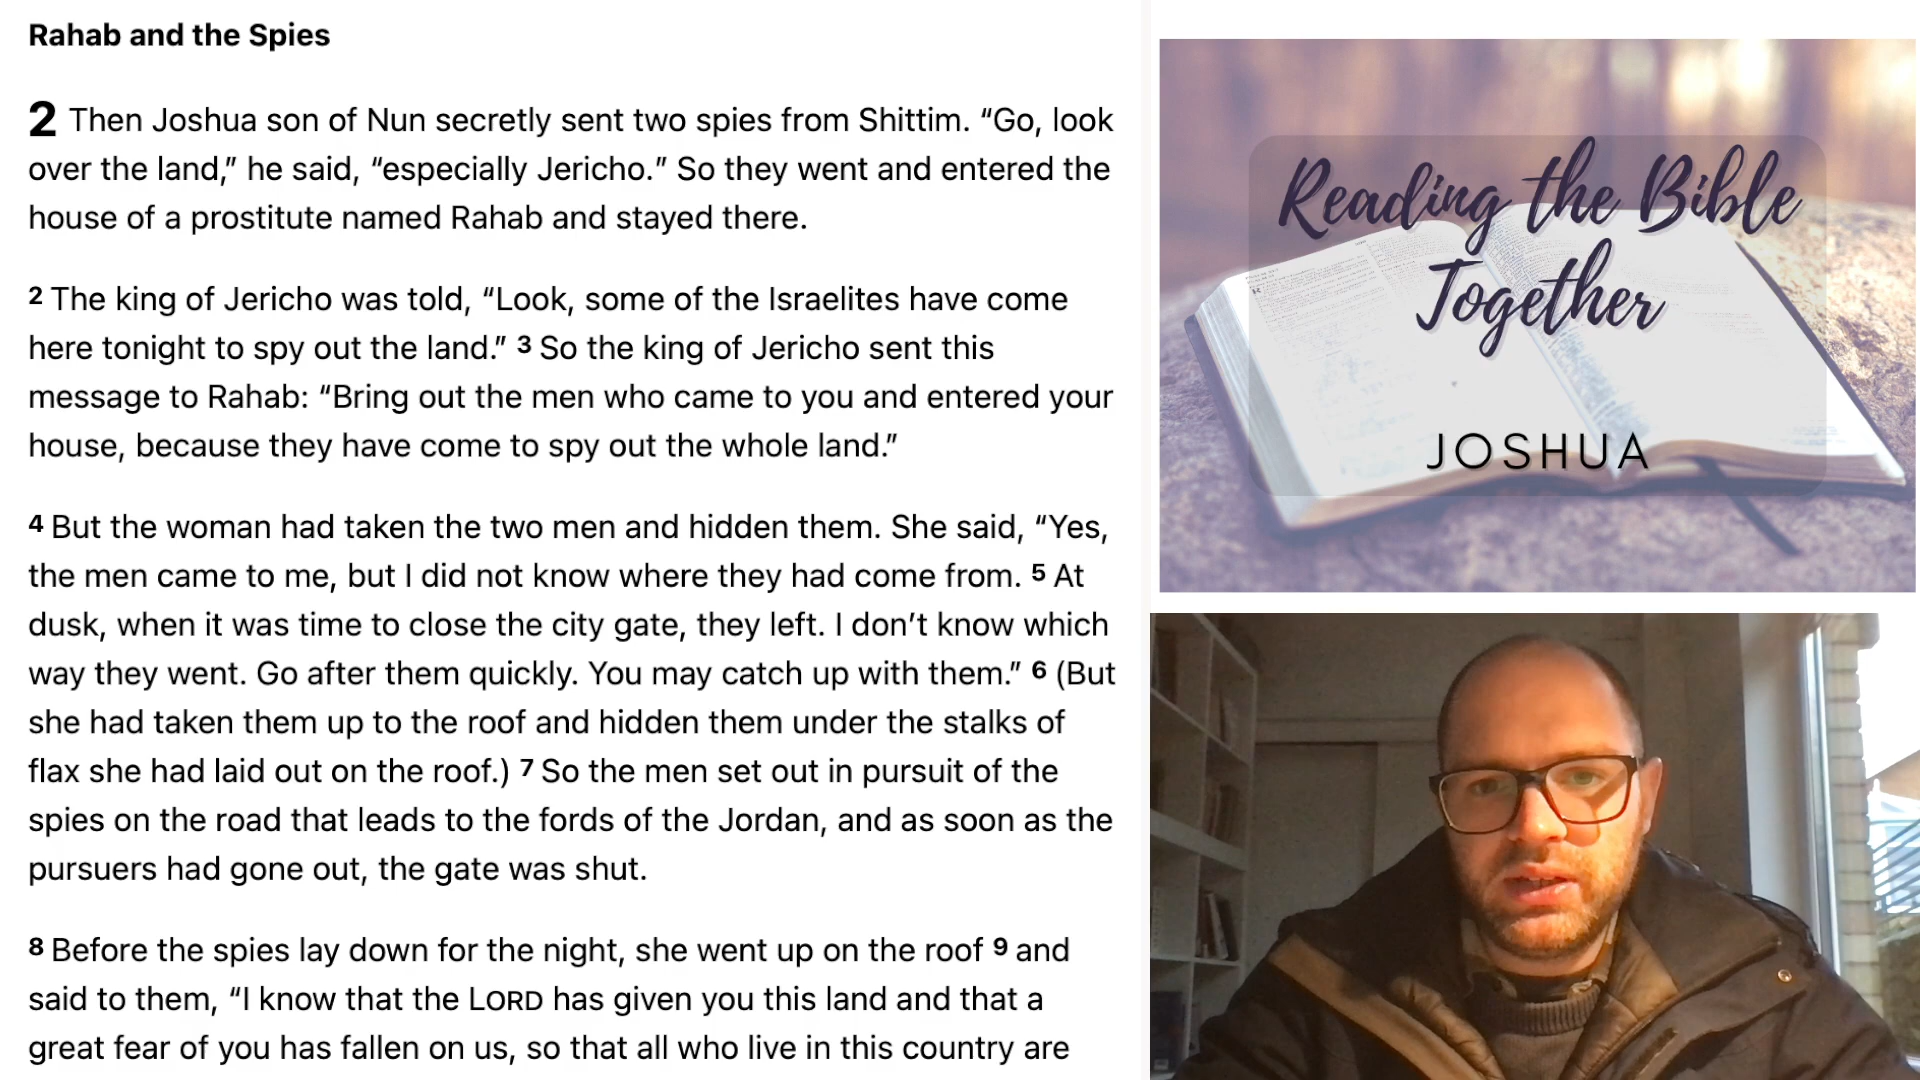 Rahab and the Spies
2 Then Joshua son of Nun secretly sent two spies from Shittim. “Go, look
over the land,” he said, “especially Jericho.” So they went and entered the
house of a prostitute named Rahab and stayed there.
2 The king of Jericho was told, “Look, some of the Israelites have come
here tonight to spy out the land.” 3 So the king of Jericho sent this
message to Rahab: “Bring out the men who came to you and entered your
house, because they have come to spy out the whole land.”
4 But the woman had taken the two men and hidden them. She said, “Yes,
the men came to me, but I did not know where they had come from. 5 At
dusk, when it was time to close the city gate, they left. I don’t know which
way they went. Go after them quickly. You may catch up with them.” 6 (But
she had taken them up to the roof and hidden them under the stalks of
flax she had laid out on the roof.) 7 So the men set out in pursuit of the
spies on the road that leads to the fords of the Jordan, and as soon as the
pursuers had gone out, the gate was shut.
8 Before the spies lay down for the night, she went up on the roof 9 and
said to them, “I know that the LORD has given you this land and that a
great fear of you has fallen on us, so that all who live in this country are
Reading the Bible
Together
JOSHUA